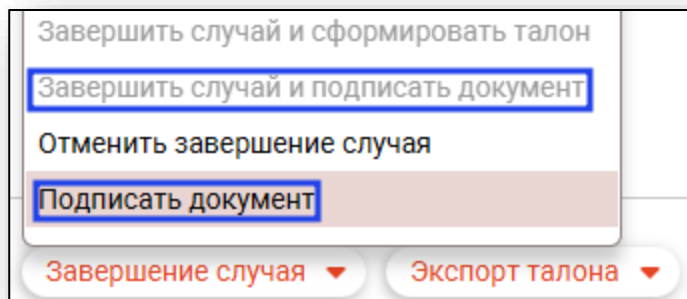 Завершить случай и сформировать талон
Завершить случай и подписать документ
Отменить завершение случая
Подписать документ
Завершение случая
Экспорт талона